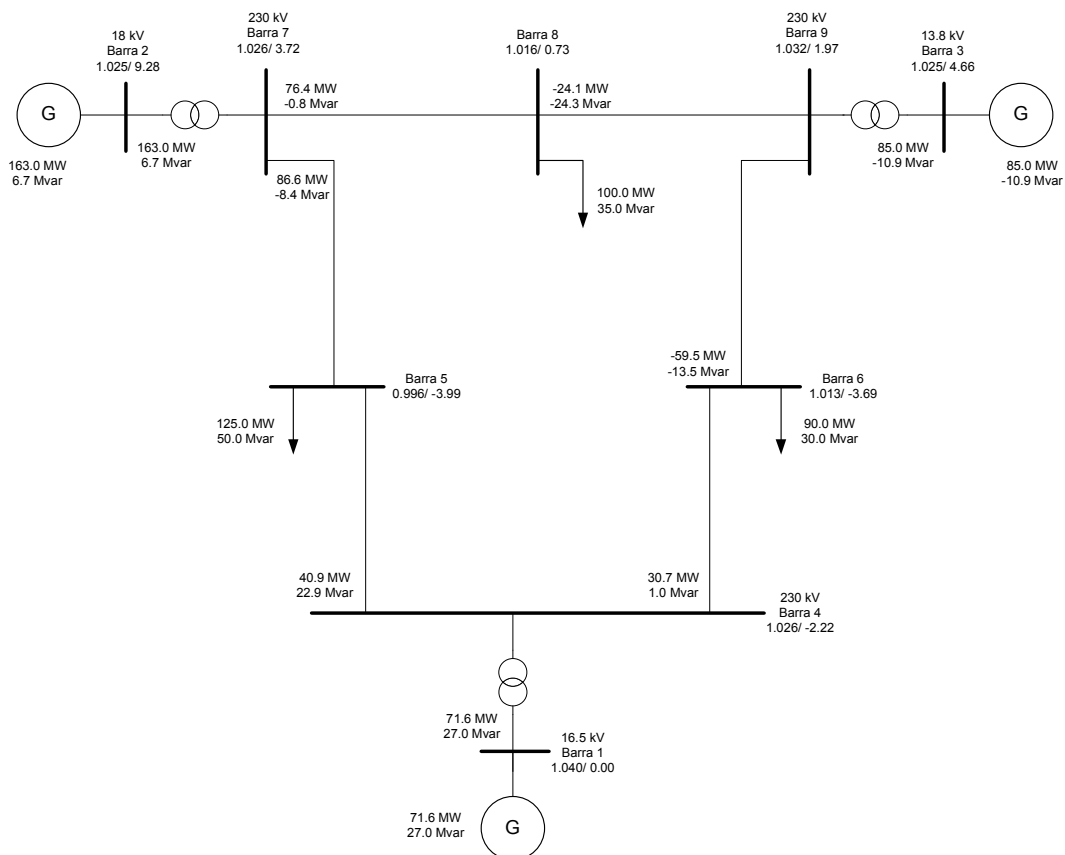 18 kV
Barra 2
1.025/ 9.28
230 kV
Barra 7
1.026/ 3.72
Barra 8
1.016/ 0.73
230 kV
Barra 9
1.032/ 1.97
13.8 kV
Barra 3
1.025/ 4.66
G
163.0 MW
6.7 Mvar
163.0 MW
6.7 Mvar
76.4 MW
-0.8 Mvar
-24.1 MW
-24.3 Mvar
85.0 MW
-10.9 Mvar
G
85.0 MW
-10.9 Mvar
86.6 MW
-8.4 Mvar
100.0 MW
35.0 Mvar
-59.5 MW
-13.5 Mvar
Barra 5
0.996/ -3.99
Barra 6
1.013/ -3.69
125.0 MW
50.0 Mvar
90.0 MW
30.0 Mvar
40.9 MW
22.9 Mvar
30.7 MW
1.0 Mvar
230 kV
Barra 4
1.026/ -2.22
71.6 MW
27.0 Mvar
16.5 kV
Barra 1
1.040/ 0.00
71.6 MW
27.0 Mvar
G